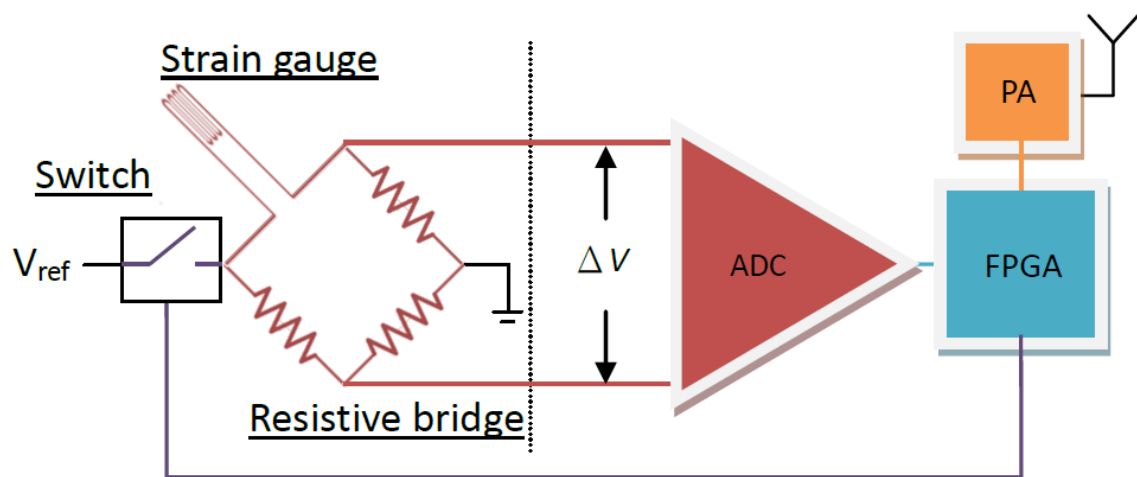 Strain gauge
PA
Switch
V_ref
ΔV
ADC
FPGA
Resistive bridge